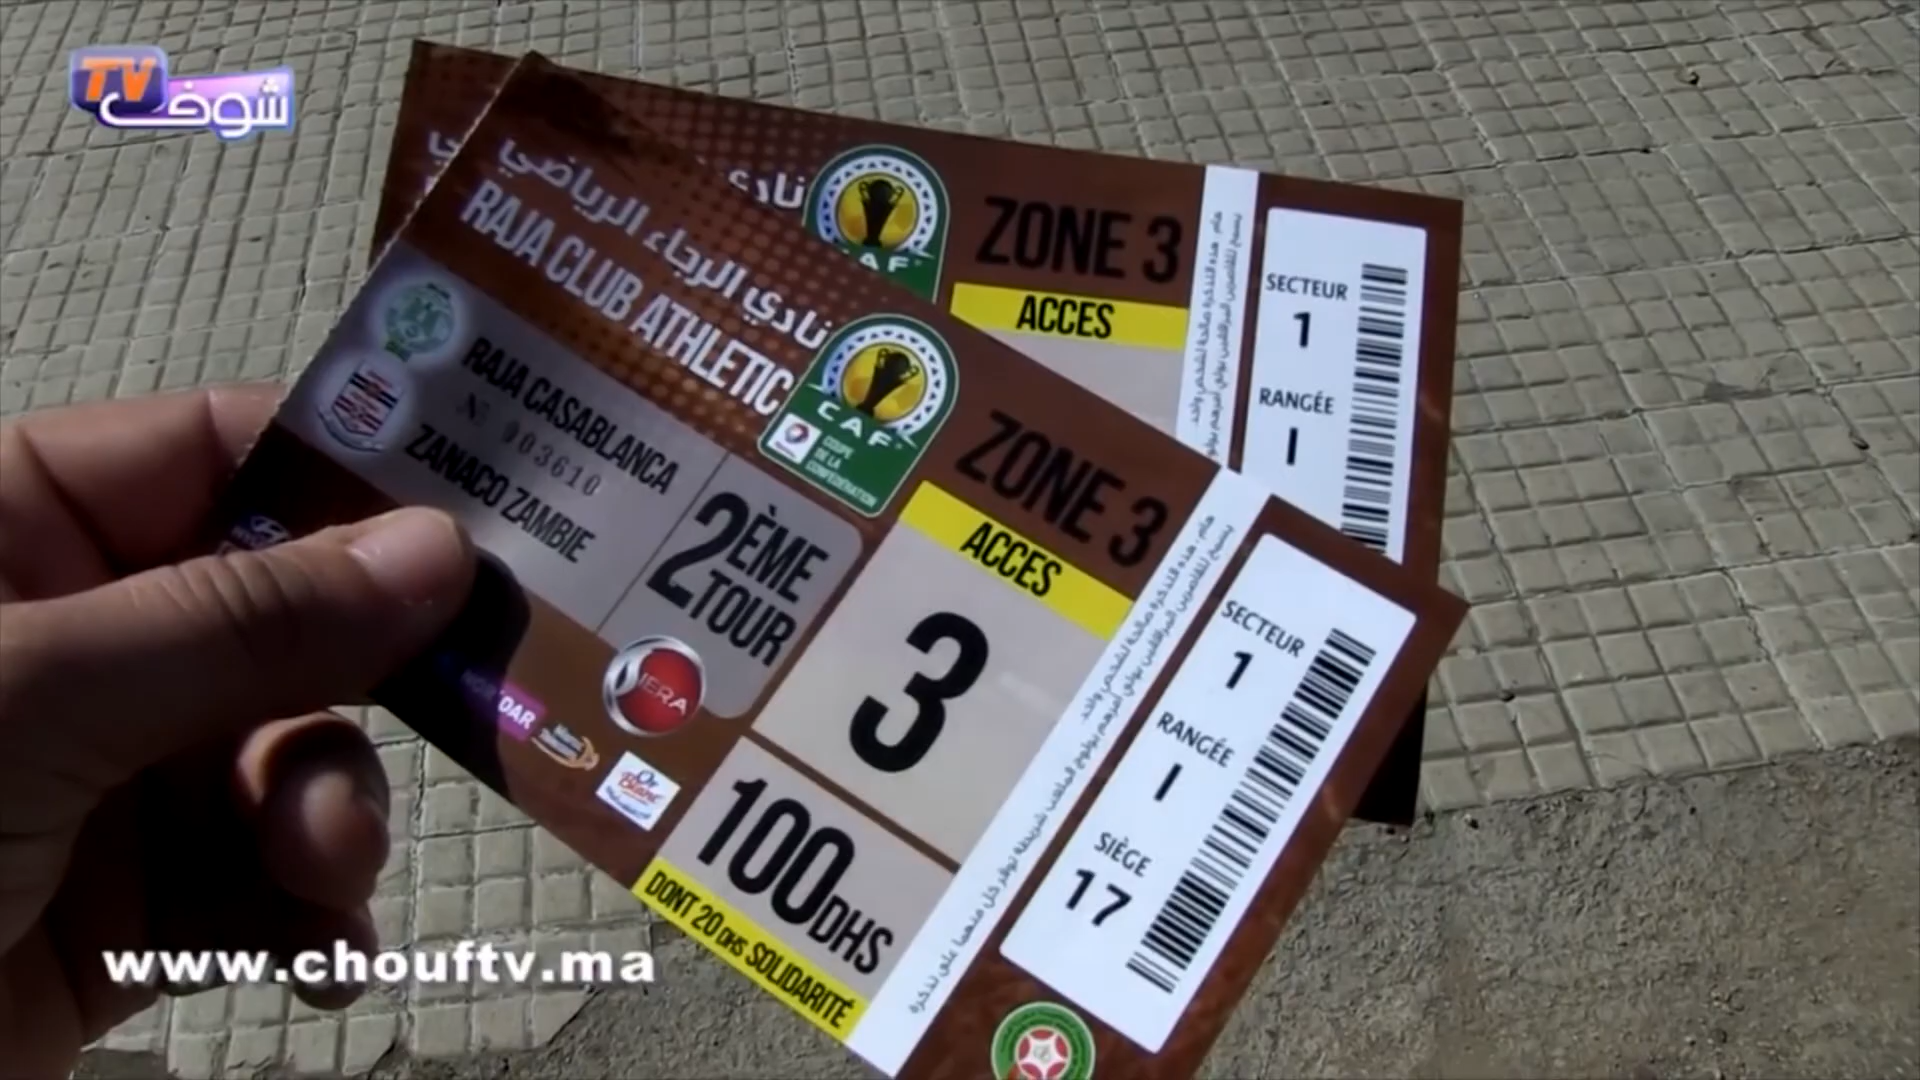 TV
شوف
نادي
CAF
ZONE 3
ACCES
SECTEUR
1
RANGÉE
I
نادي الرجاء الرياضي
RAJA CLUB ATHLETIC
RAJA CASABLANCA
N° 003610
ZANACO ZAMBIE
2ÈME
TOUR
CAF
COUPE
DE LA
CONFÉDÉRATION
ZONE 3
ACCES
3
100DHS
DONT 20 DHS SOLIDARITÉ
SECTEUR
1
RANGÉE
I
SIÈGE
17
www.chouftv.ma